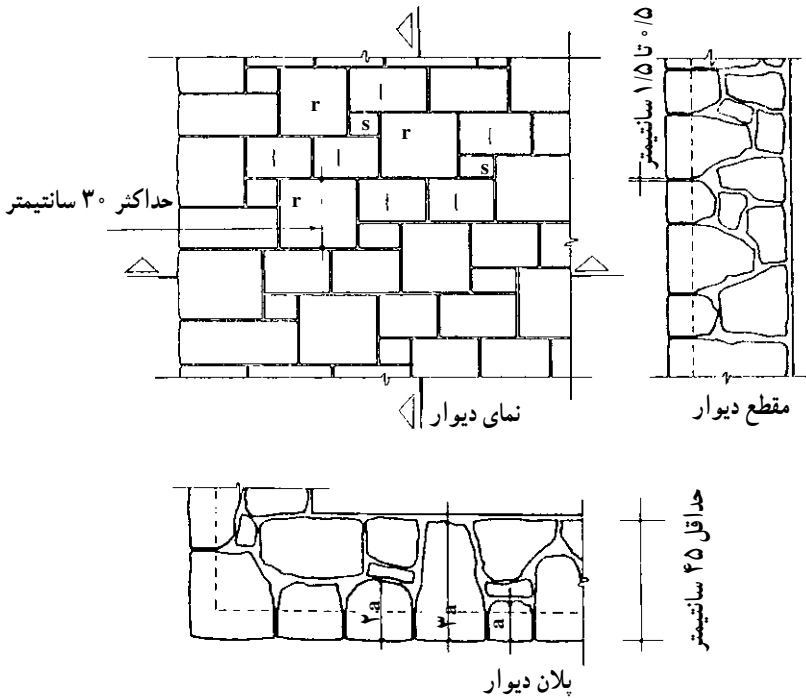 ۰/۵ تا ۱/۵ سانتیمتر
r
s
r
s
حداکثر ۳۰ سانتیمتر
r
نمای دیوار
مقطع دیوار
حداقل ۴۵ سانتیمتر
۲a
۳a
a
پلان دیوار